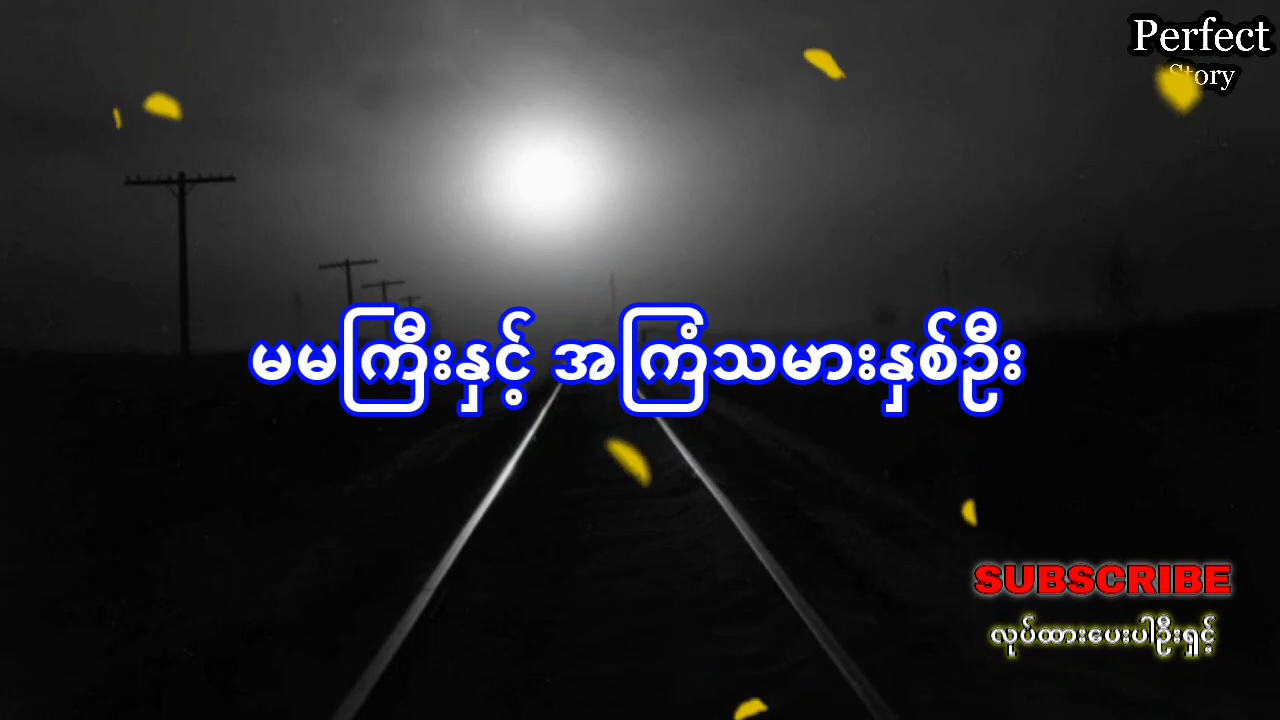 Perfect
Story
မမကြီးနှင့် အကြံသမားနှစ်ဦး
SUBSCRIBE
လုပ်ထားပေးပါဦးရှင့်